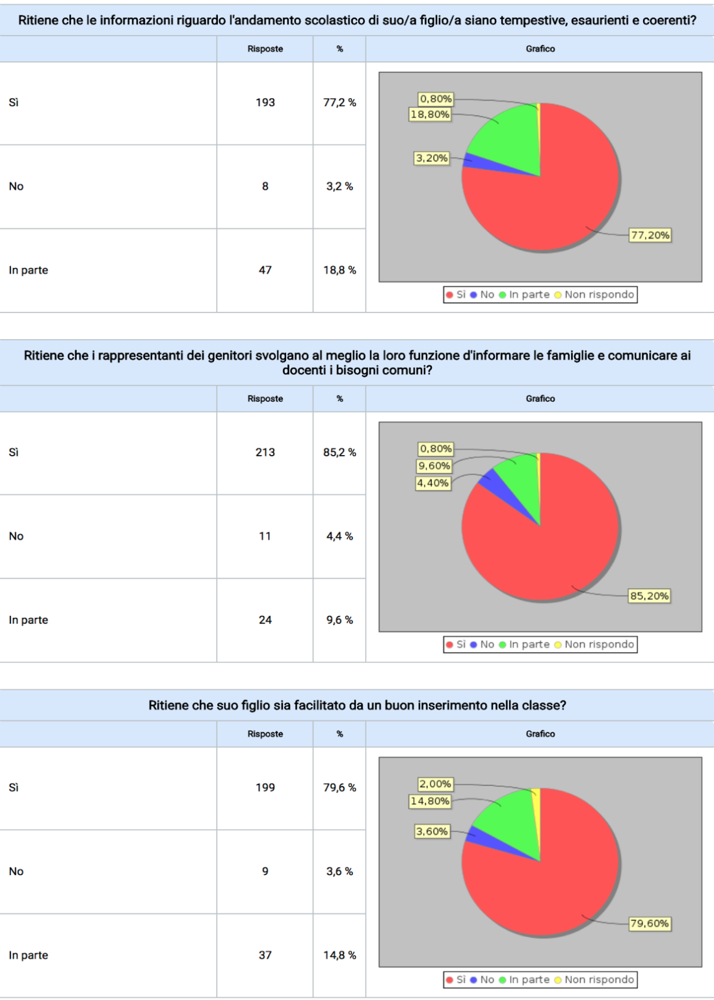 Ritiene che le informazioni riguardo l'andamento scolastico di suo/a figlio/a siano tempestive, esaurienti e coerenti?
Risposte % Grafico
Sì 193 77,2 %
No 8 3,2 %
In parte 47 18,8 %
0,80%
18,80%
3,20%
77,20%
Sì No In parte Non rispondo
Ritiene che i rappresentanti dei genitori svolgano al meglio la loro funzione d'informare le famiglie e comunicare ai
docenti i bisogni comuni?
Risposte % Grafico
Sì 213 85,2 %
No 11 4,4 %
In parte 24 9,6 %
0,80%
9,60%
4,40%
85,20%
Sì No In parte Non rispondo
Ritiene che suo figlio sia facilitato da un buon inserimento nella classe?
Risposte % Grafico
Sì 199 79,6 %
No 9 3,6 %
In parte 37 14,8 %
2,00%
14,80%
3,60%
79,60%
Sì No In parte Non rispondo